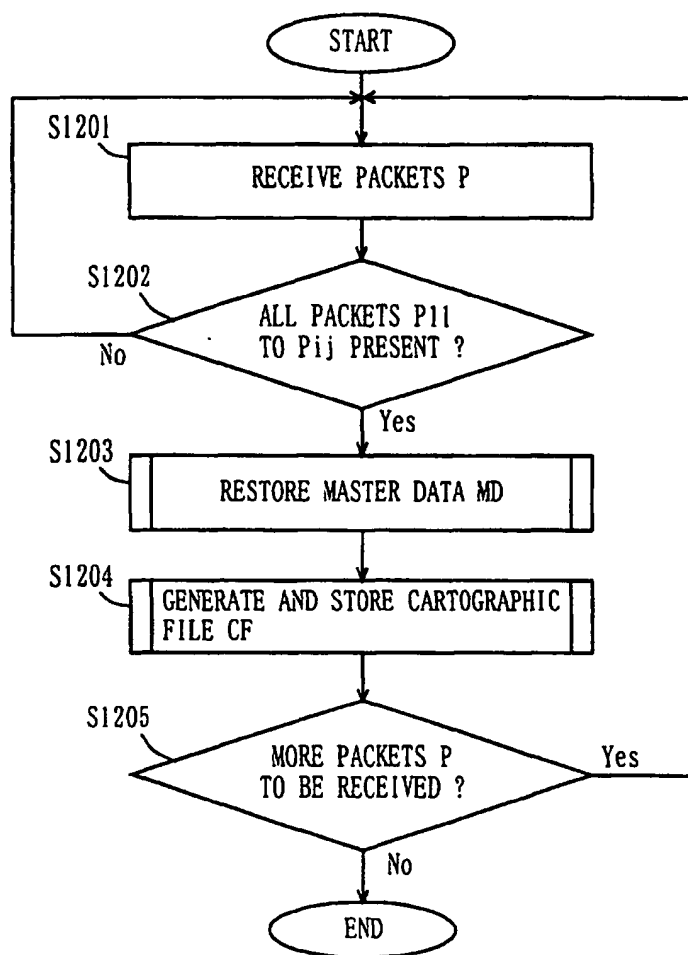 START
S1201
RECEIVE PACKETS P
S1202
ALL PACKETS P11
TO Pij PRESENT ?
No
Yes
S1203
RESTORE MASTER DATA MD
S1204
GENERATE AND STORE CARTOGRAPHIC
FILE CF
S1205
MORE PACKETS P
TO BE RECEIVED ?
Yes
No
END